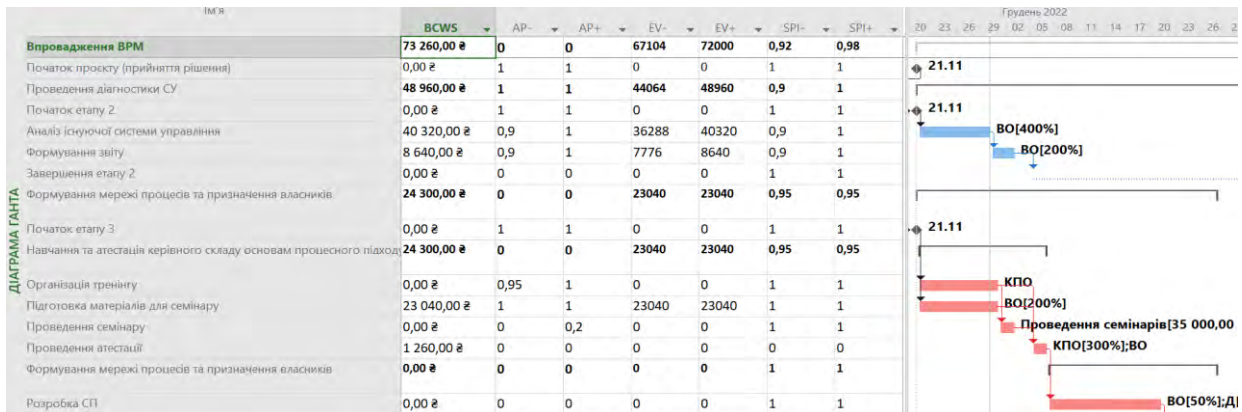 Ім'я
Грудень 2022
BCWS AP- AP+ EV- EV+ SPI- SPI+ 20 23 26 29 02 05 08 11 14 17 20 23 26
Впровадження BPM 73 260,00 ₴ 0 0 67104 72000 0,92 0,98
Початок проєкту (прийняття рішення) 0,00 ₴ 1 1 0 0 1 1 21.11
Проведення діагностики СУ 48 960,00 ₴ 1 1 44064 48960 0,9 1
Початок етапу 2 0,00 ₴ 1 1 0 0 1 1 21.11
Аналіз існуючої системи управління 40 320,00 ₴ 0,9 1 36288 40320 0,9 1 ВО[400%]
Формування звіту 8 640,00 ₴ 0,9 1 7776 8640 0,9 1 ВО[200%]
Завершення етапу 2 0,00 ₴ 0 0 0 0 1 1
Формування мережі процесів та призначення власників 24 300,00 ₴ 0 0 23040 23040 0,95 0,95
Початок етапу 3 0,00 ₴ 1 1 0 0 1 1 21.11
Навчання та атестація керівного складу основам процесного підход 24 300,00 ₴ 0 0 23040 23040 0,95 0,95
Організація тренінгу 0,00 ₴ 0,95 1 0 0 1 1 КПО
Підготовка матеріалів для семінару 23 040,00 ₴ 1 1 23040 23040 1 1 ВО[200%]
Проведення семінару 0,00 ₴ 0 0,2 0 0 1 1 Проведення семінарів[35 000,00
Проведення атестації 1 260,00 ₴ 0 0 0 0 0 0 КПО[300%];ВО
Формування мережі процесів та призначення власників 0,00 ₴ 0 0 0 0 1 1
Розробка СП 0,00 ₴ 0 0 0 0 1 1 ВО[50%];Д[
ДІАГРАМА ГАНТА